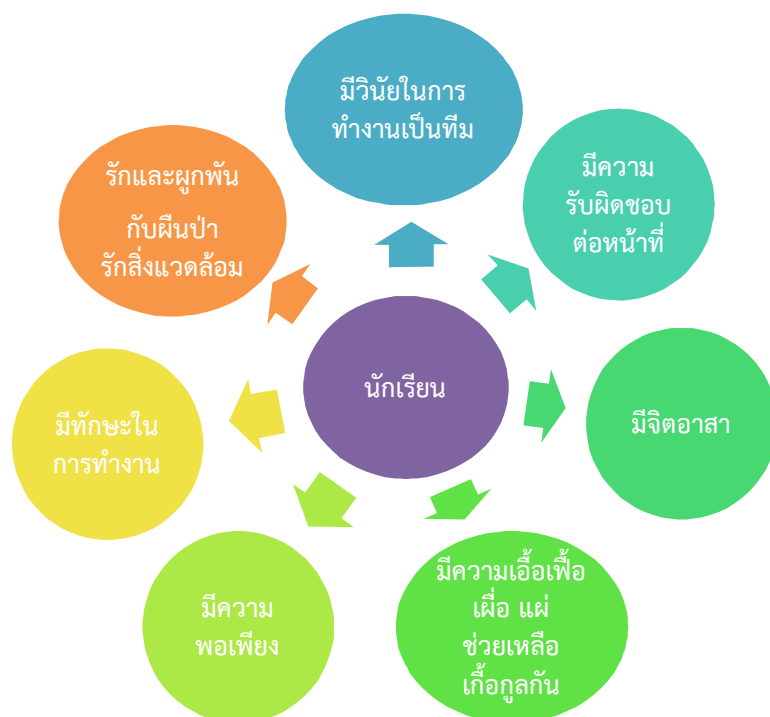 มีวินัยในการ
ทำงานเป็นทีม
มีความ
รับผิดชอบ
ต่อหน้าที่
มีจิตอาสา
มีความเอื้อเฟื้อ
เผื่อ แผ่
ช่วยเหลือ
เกื้อกูลกัน
มีความ
พอเพียง
มีทักษะใน
การทำงาน
รักและผูกพัน
กับผืนป่า
รักสิ่งแวดล้อม
นักเรียน